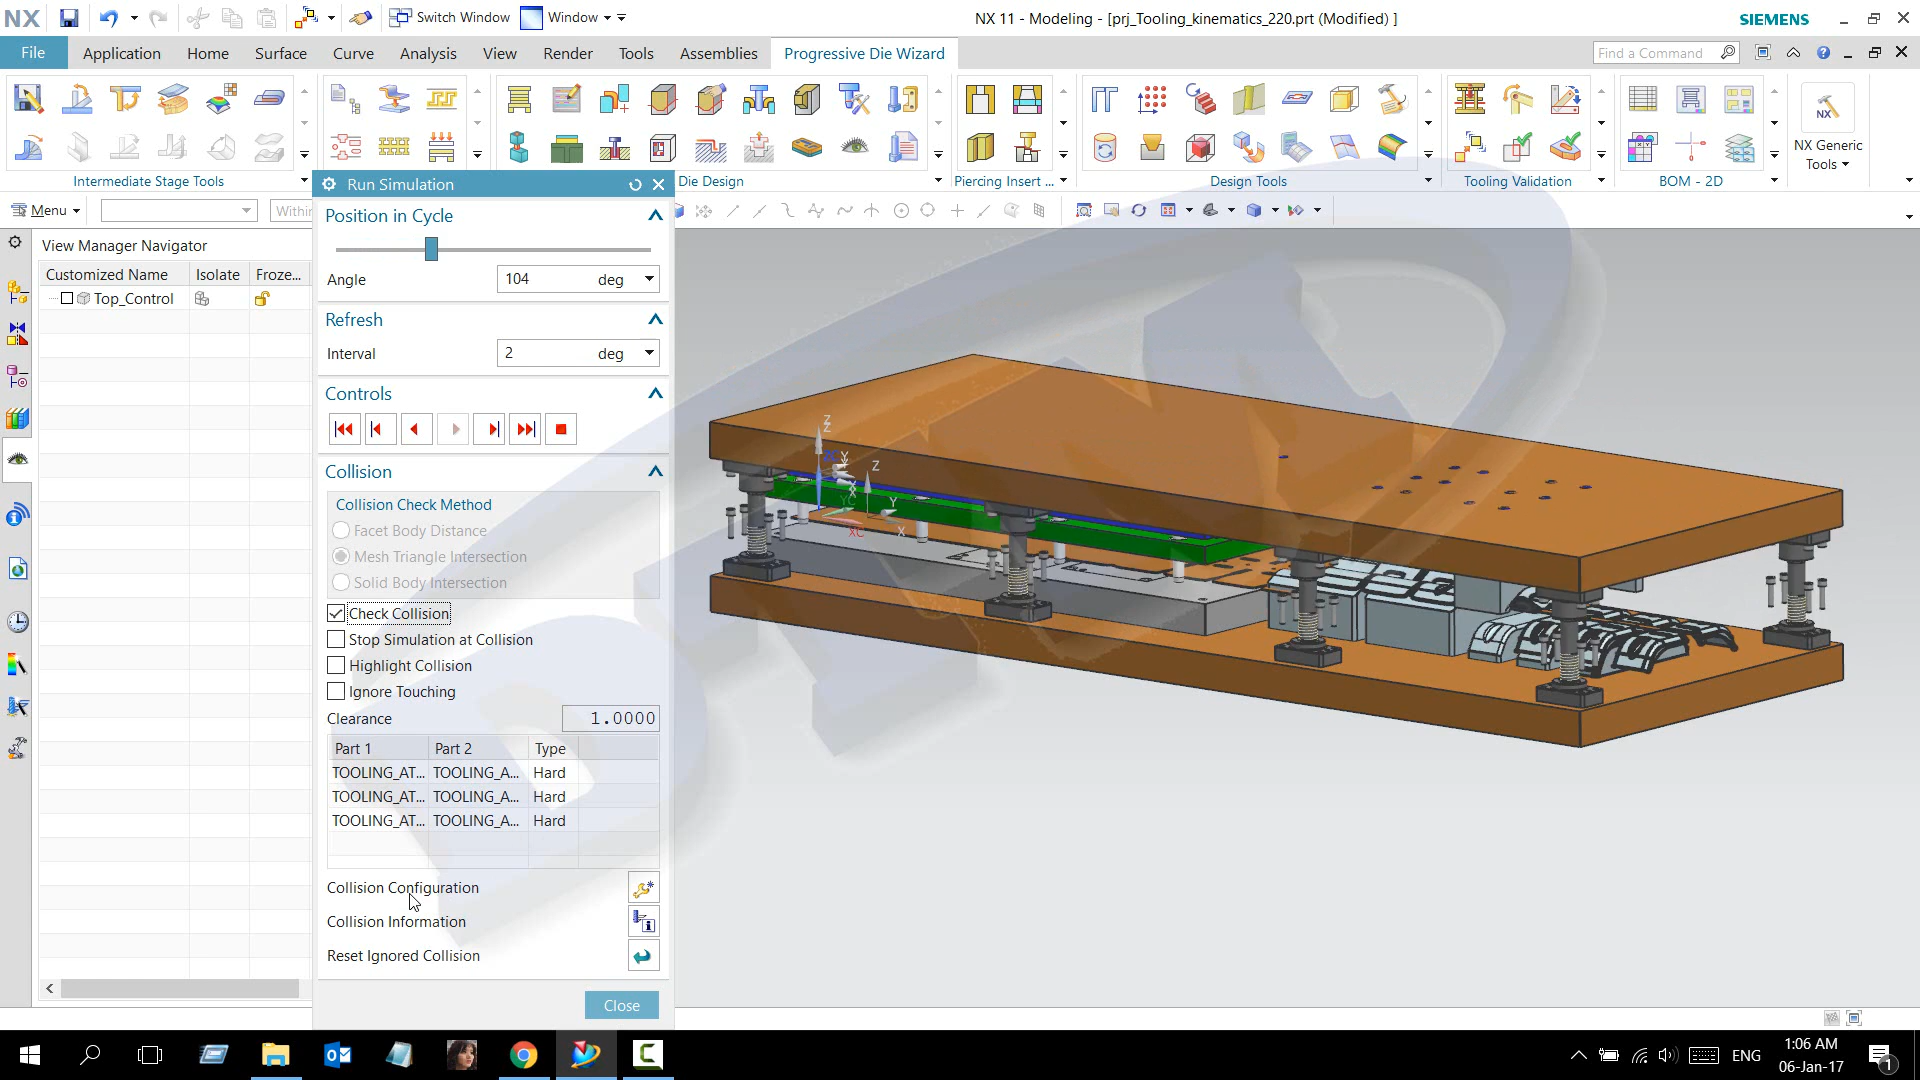 NX
Switch Window
Window
NX 11 - Modeling - [prj_Tooling_kinematics_220.prt (Modified) ]
SIEMENS
File
Application
Home
Surface
Curve
Analysis
View
Render
Tools
Assemblies
Progressive Die Wizard
Find a Command
NX
NX Generic
Tools
Intermediate Stage Tools
Die Design
Piercing Insert ...
Design Tools
Tooling Validation
BOM - 2D
Menu
Within
Run Simulation
Position in Cycle
Angle
104
deg
Refresh
Interval
2
deg
Controls
Collision
Collision Check Method
Facet Body Distance
Mesh Triangle Intersection
Solid Body Intersection
Check Collision
Stop Simulation at Collision
Highlight Collision
Ignore Touching
Clearance
1.0000
Part 1
Part 2
Type
TOOLING_AT... TOOLING_A... Hard
TOOLING_AT... TOOLING_A... Hard
TOOLING_AT... TOOLING_A... Hard
Collision Configuration
Collision Information
Reset Ignored Collision
Close
View Manager Navigator
Customized Name
Isolate
Froze...
Top_Control
Z
Z
ZC
Y
X
YC
XC
Z
Y
X
ENG
1:06 AM
06-Jan-17
1